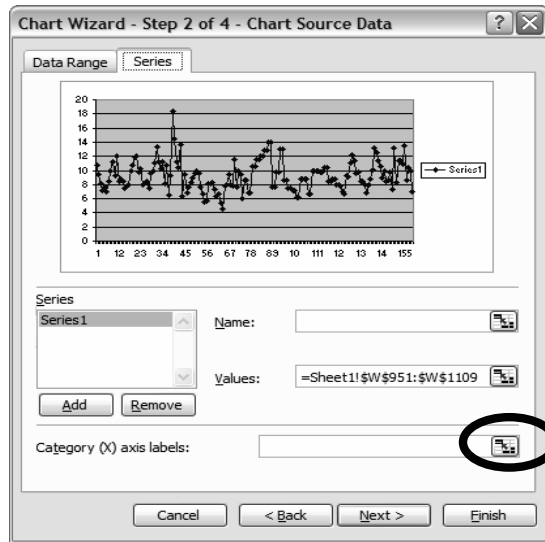 Chart Wizard - Step 2 of 4 - Chart Source Data
Data Range
Series
20
18
16
14
12
10
8
6
4
2
0
Series1
1 12 23 34 45 56 67 78 89 10 111 12 13 14 155
Series
Series1
Name:
Values:
=Sheet1!$W$951:$W$1109
Add
Remove
Category (X) axis labels:
Cancel
< Back
Next >
Finish